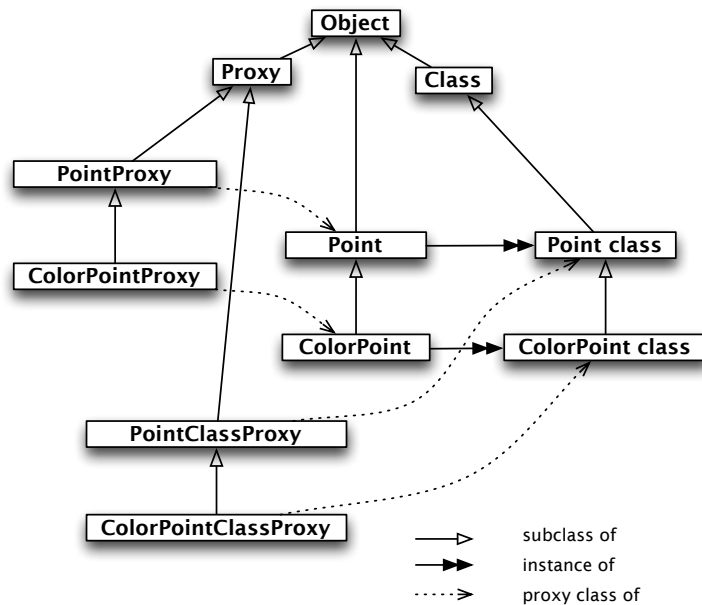 Object
Proxy
Class
PointProxy
Point
Point class
ColorPointProxy
ColorPoint
ColorPoint class
PointClassProxy
ColorPointClassProxy
subclass of
instance of
proxy class of